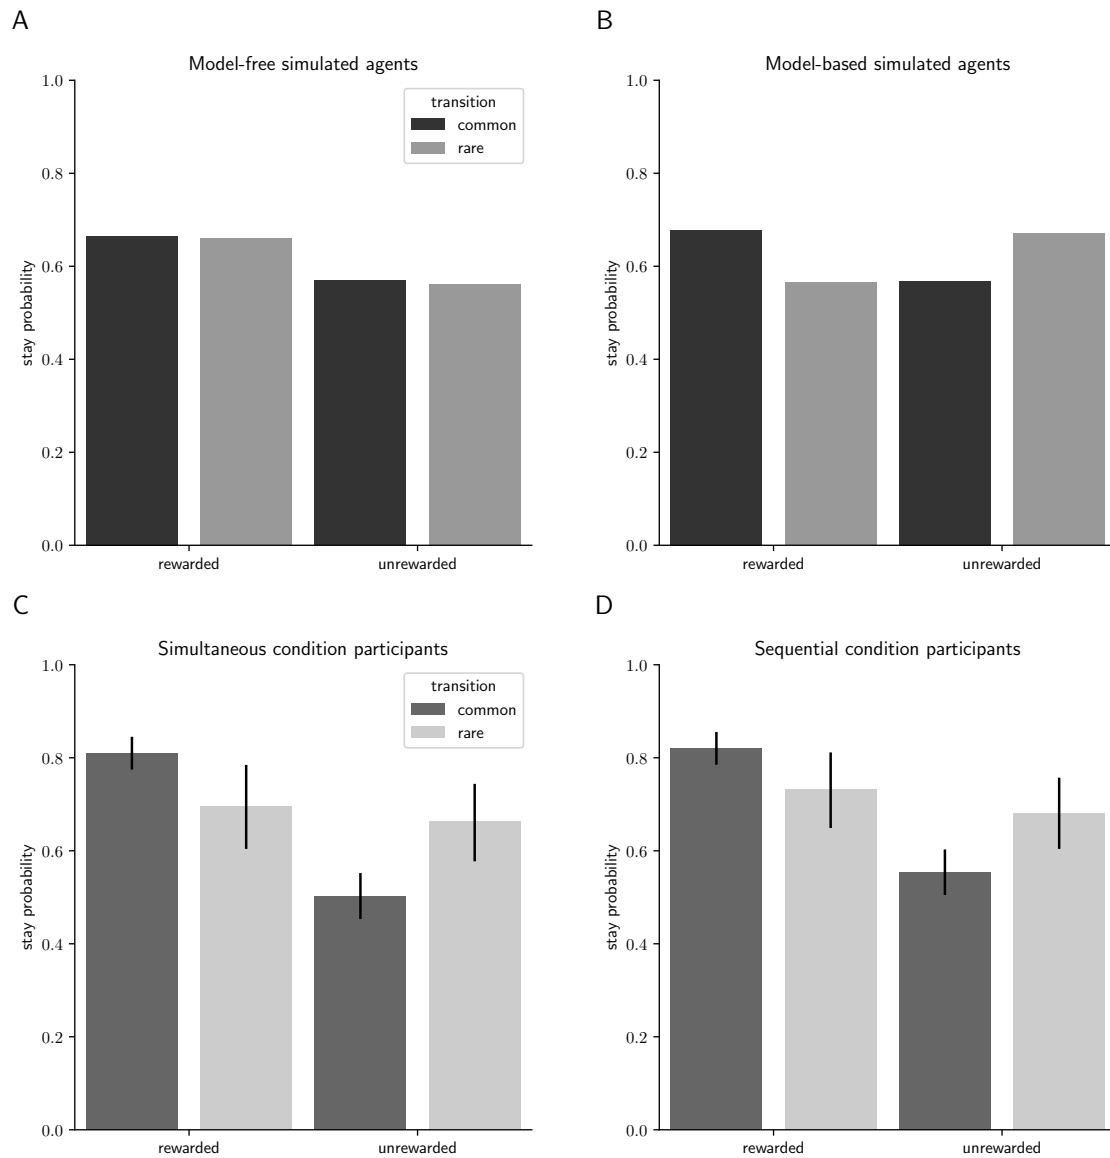 A
Model-free simulated agents
1.0
0.8
0.6
0.4
0.2
0.0
stay probability
transition
common
rare
rewarded
unrewarded
B
Model-based simulated agents
1.0
0.8
0.6
0.4
0.2
0.0
stay probability
rewarded
unrewarded
C
Simultaneous condition participants
1.0
0.8
0.6
0.4
0.2
0.0
stay probability
transition
common
rare
rewarded
unrewarded
D
Sequential condition participants
1.0
0.8
0.6
0.4
0.2
0.0
stay probability
rewarded
unrewarded